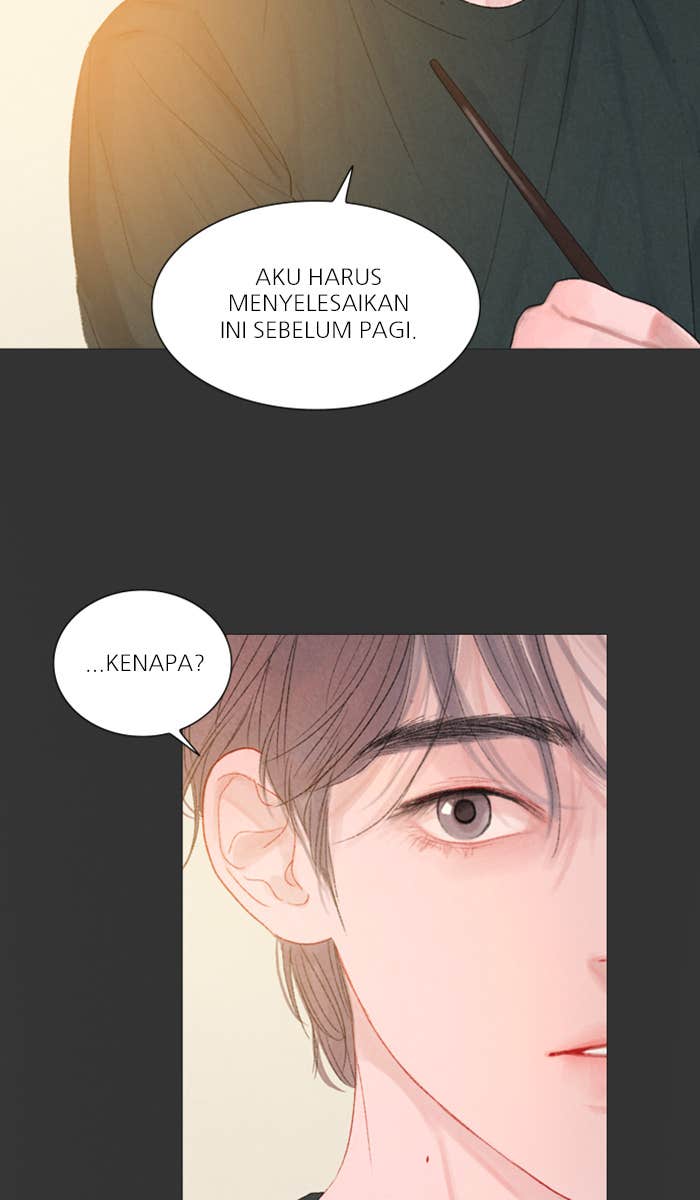 AKU HARUS
MENYELESAIKAN
INI SEBELUM PAGI.
...KENAPA?